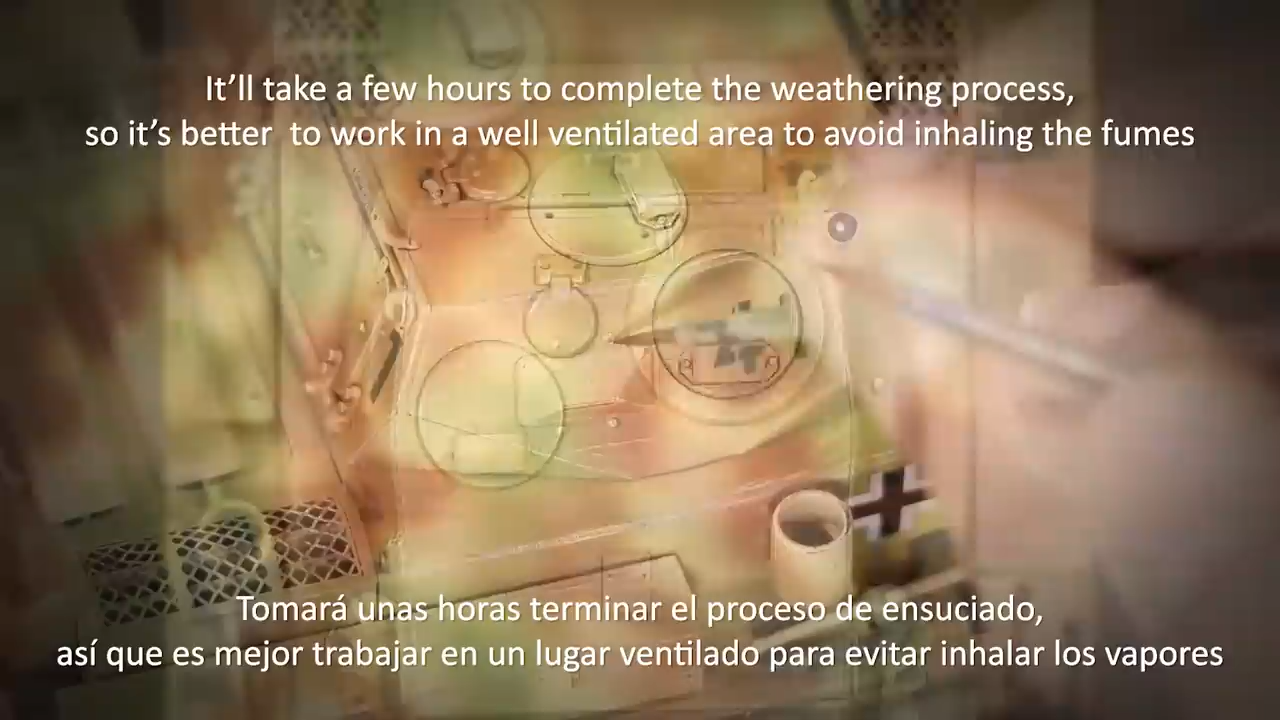 It’ll take a few hours to complete the weathering process,
so it’s better  to work in a well ventilated area to avoid inhaling the fumes
Tomará unas horas terminar el proceso de ensuciado,
así que es mejor trabajar en un lugar ventilado para evitar inhalar los vapores